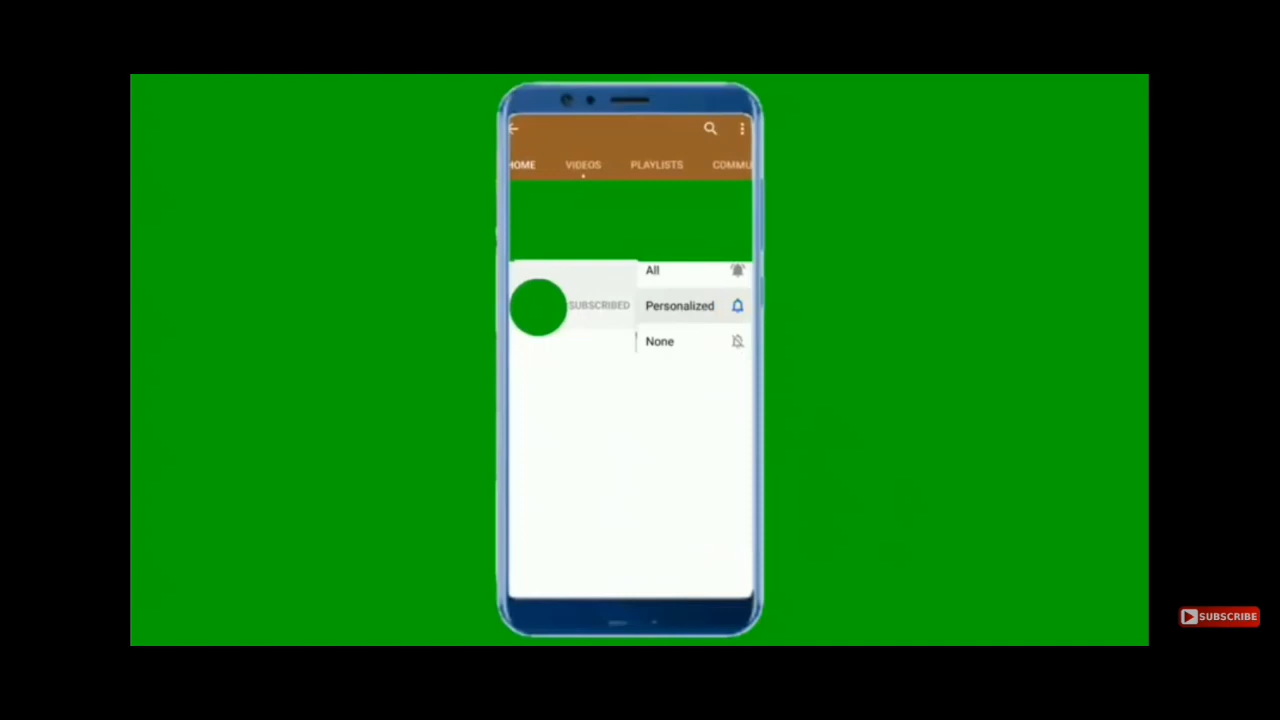 HOME VIDEOS PLAYLISTS COMMU
All
SUBSCRIBED Personalized
None
SUBSCRIBE